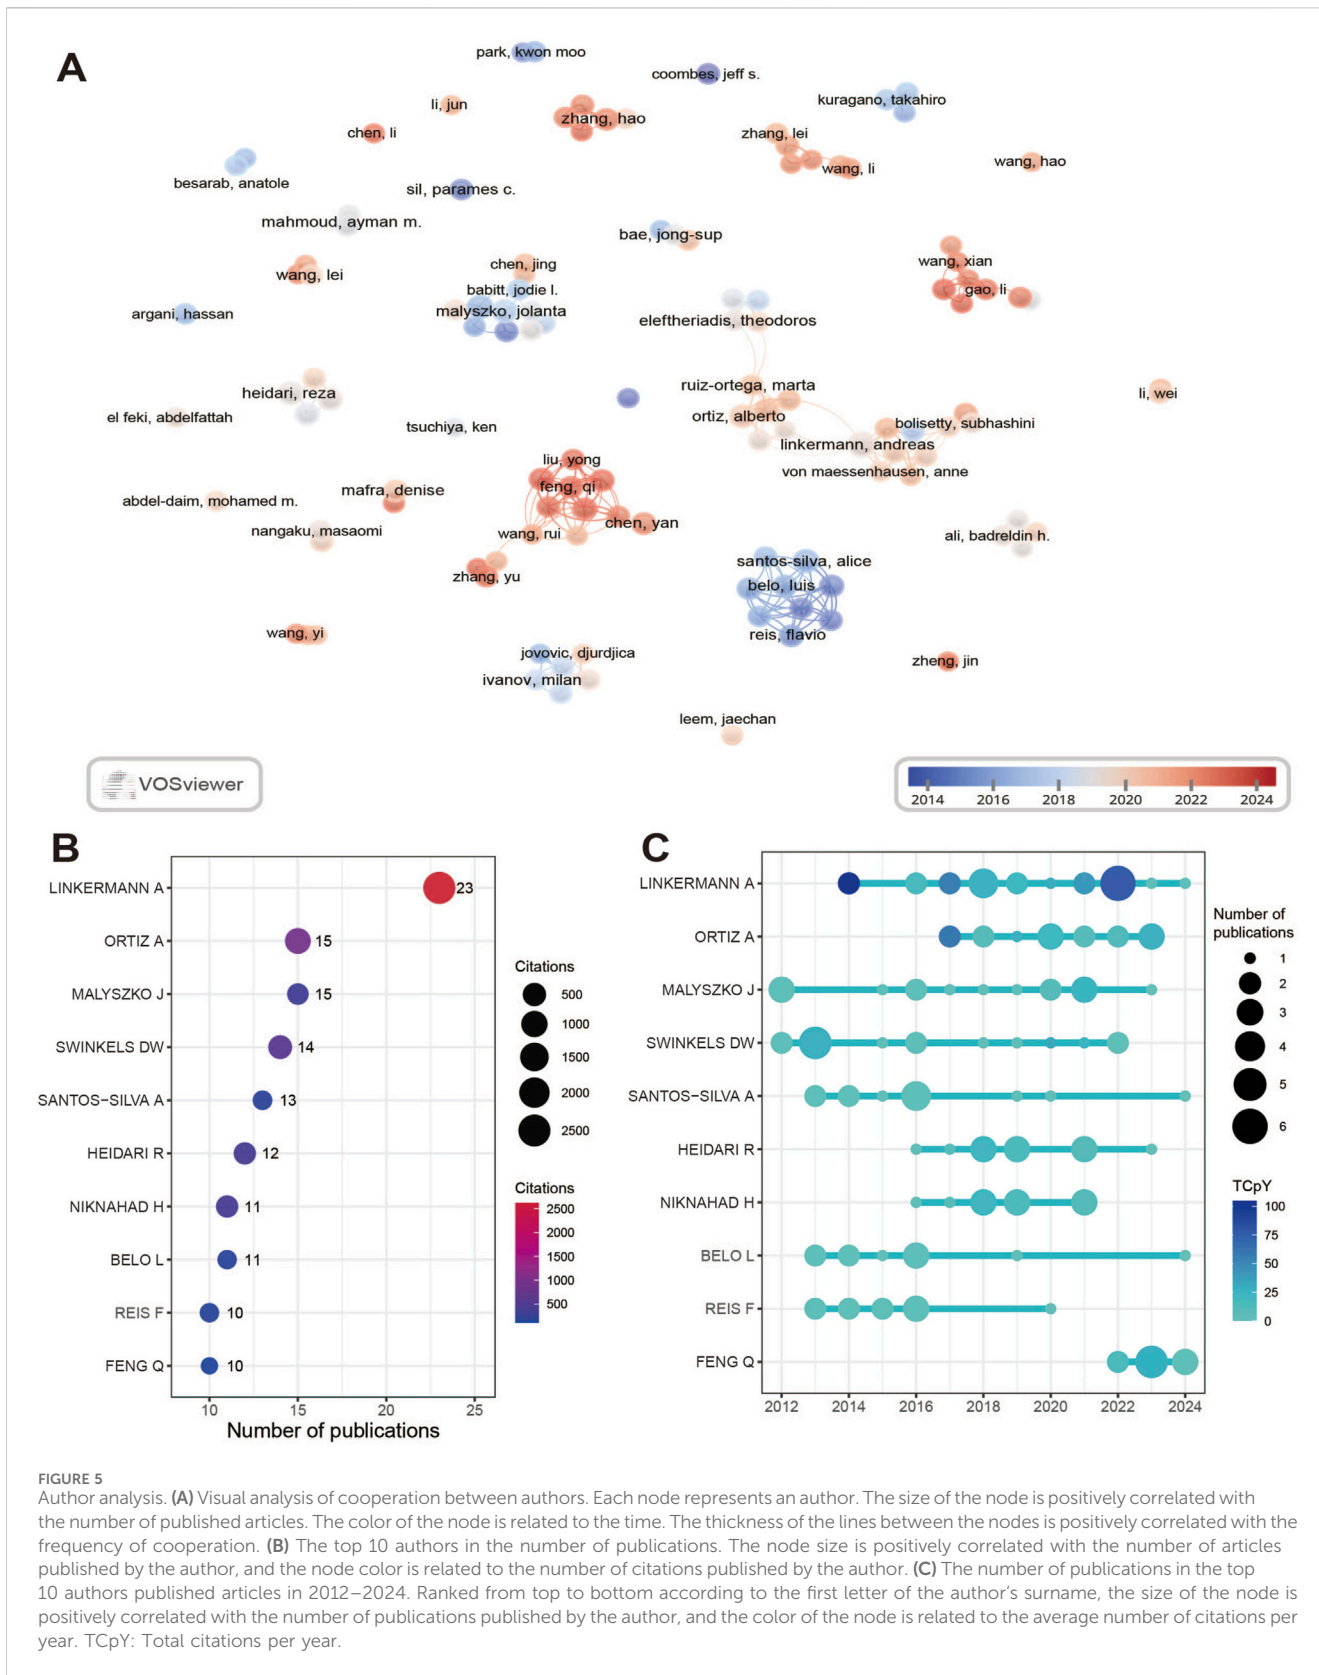 A
park, kwon moo
coombes, jeff s.
kuragano, takahiro
li, jun
zhang, hao
chen, li
zhang, lei
wang, li
wang, hao
besarab, anatole
sil, parames c.
mahmoud, ayman m.
bae, jong-sup
wang, lei
chen, jing
wang, xian
babitt, jodie l.
gao, li
argani, hassan
malyszko, jolanta
eleftheriadis, theodoros
ruiz-ortega, marta
heidari, reza
li, wei
el feki, abdelfattah
ortiz, alberto
tsuchiya, ken
bolisetty, subhashini
linkermann, andreas
liu, yong
von maessenhausen, anne
feng, qi
mafra, denise
abdel-daim, mohamed m.
chen, yan
nangaku, masaomi
wang, rui
ali, badreldin h.
santos-silva, alice
zhang, yu
belo, luis
wang, yi
reis, flavio
jovovic, djurdjica
zheng, jin
ivanov, milan
leem, jaechan
VOSviewer
2014 2016 2018 2020 2022 2024
B
LINKERMANN A
23
ORTIZ A
15
MALYSZKO J
15
SWINKELS DW
14
SANTOS−SILVA A
13
HEIDARI R
12
NIKNAHAD H
11
BELO L
11
REIS F
10
FENG Q
10
10 15 20 25
Number of publications
Citations
500
1000
1500
2000
2500
Citations
2500
2000
1500
1000
500
C
LINKERMANN A
ORTIZ A
MALYSZKO J
SWINKELS DW
SANTOS−SILVA A
HEIDARI R
NIKNAHAD H
BELO L
REIS F
FENG Q
2012 2014 2016 2018 2020 2022 2024
Number of
publications
1
2
3
4
5
6
TCpY
100
75
50
25
0
FIGURE 5
Author analysis. (A) Visual analysis of cooperation between authors. Each node represents an author. The size of the node is positively correlated with
the number of published articles. The color of the node is related to the time. The thickness of the lines between the nodes is positively correlated with the
frequency of cooperation. (B) The top 10 authors in the number of publications. The node size is positively correlated with the number of articles
published by the author, and the node color is related to the number of citations published by the author. (C) The number of publications in the top
10 authors published articles in 2012–2024. Ranked from top to bottom according to the first letter of the author's surname, the size of the node is
positively correlated with the number of publications published by the author, and the color of the node is related to the average number of citations per
year. TCpY: Total citations per year.